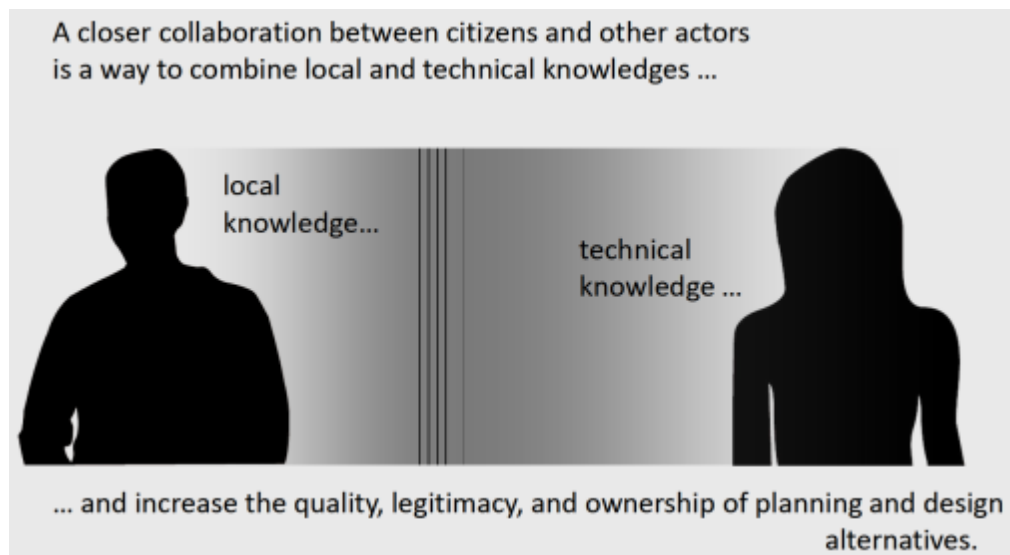 A closer collaboration between citizens and other actors
is a way to combine local and technical knowledges ...
local
knowledge...
technical
knowledge ...
... and increase the quality, legitimacy, and ownership of planning and design
alternatives.